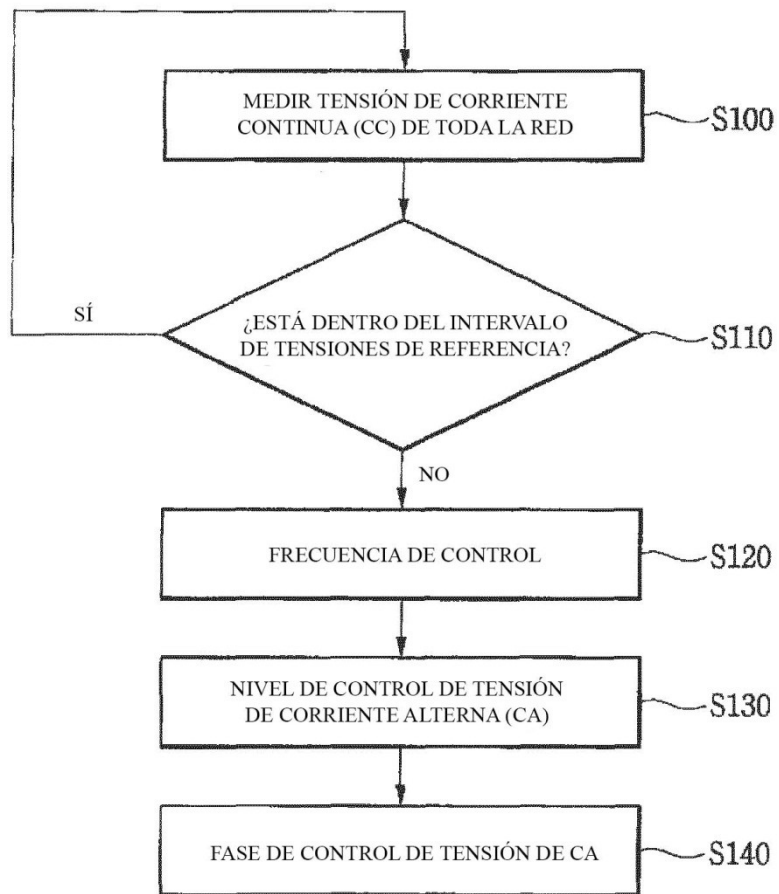 MEDIR TENSIÓN DE CORRIENTE
CONTINUA (CC) DE TODA LA RED
S100
SÍ
¿ESTÁ DENTRO DEL INTERVALO
DE TENSIONES DE REFERENCIA?
S110
NO
FRECUENCIA DE CONTROL
S120
NIVEL DE CONTROL DE TENSIÓN
DE CORRIENTE ALTERNA (CA)
S130
FASE DE CONTROL DE TENSIÓN DE CA
S140